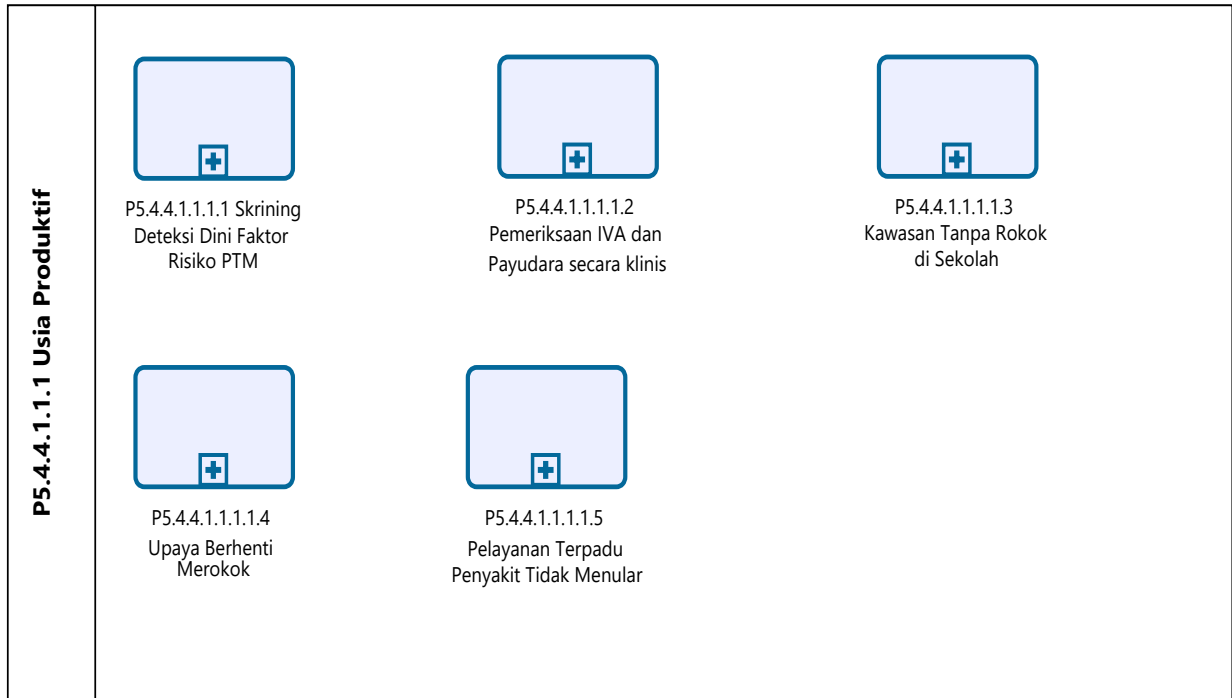 P5.4.4.1.1.1 Usia Produktif
P5.4.4.1.1.1.1 Skrining
Deteksi Dini Faktor
Risiko PTM
P5.4.4.1.1.1.1.2
Pemeriksaan IVA dan
Payudara secara klinis
P5.4.4.1.1.1.1.3
Kawasan Tanpa Rokok
di Sekolah
P5.4.4.1.1.1.1.4
Upaya Berhenti
Merokok
P5.4.4.1.1.1.1.5
Pelayanan Terpadu
Penyakit Tidak Menular